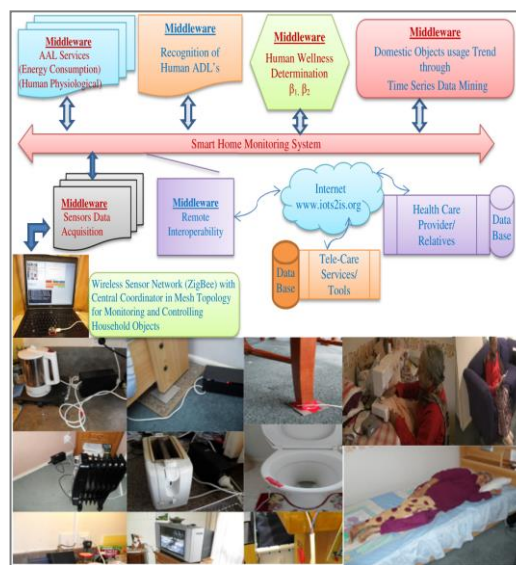 Middleware
AAL Services
(Energy Consumption)
(Human Physiological)
Middleware
Recognition of
Human ADL's
Middleware
Human Wellness
Determination
β₁, β₂
Middleware
Domestic Objects usage Trend
through
Time Series Data Mining
Smart Home Monitoring System
Middleware
Sensors Data
Acquisition
Middleware
Remote
Interoperability
Internet
www.iots2is.org
Health Care
Provider/
Relatives
Data
Base
Data
Base
Tele-Care
Services/
Tools
Wireless Sensor Network (ZigBee) with
Central Coordinator in Mesh Topology
for Monitoring and Controlling
Household Objects